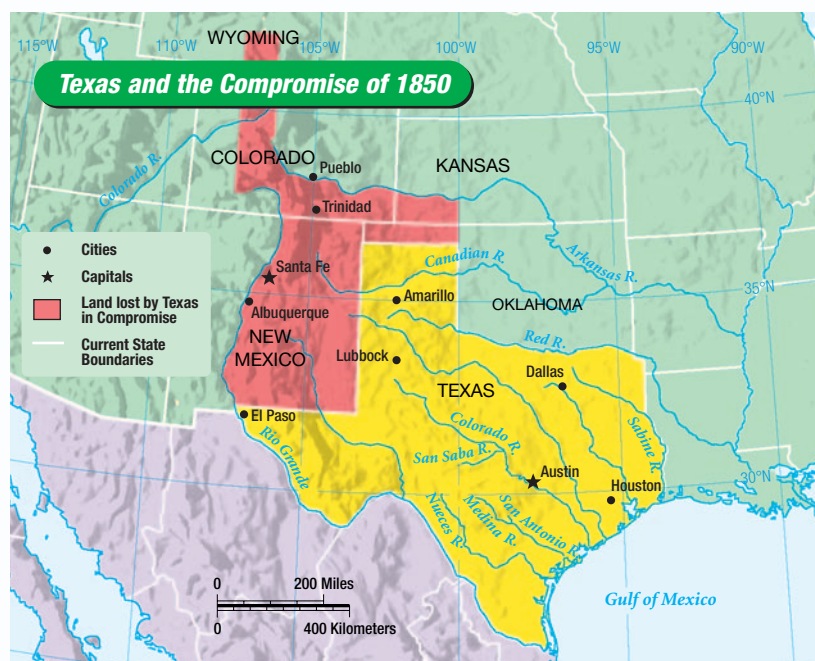 WYOMING
115°W
110°W
105°W
100°W
95°W
90°W
Texas and the Compromise of 1850
40°N
COLORADO
Pueblo
KANSAS
Colorado R.
Trinidad
Cities
Capitals
Land lost by Texas
in Compromise
Current State
Boundaries
Santa Fe
Canadian R.
Arkansas R.
35°N
Amarillo
OKLAHOMA
Albuquerque
NEW
MEXICO
Red R.
Lubbock
Dallas
TEXAS
El Paso
Rio Grande
Colorado R.
Sabine R.
San Saba R.
Austin
30°N
Houston
Nueces R.
Medina R.
San Antonio R.
0
200 Miles
0
400 Kilometers
Gulf of Mexico